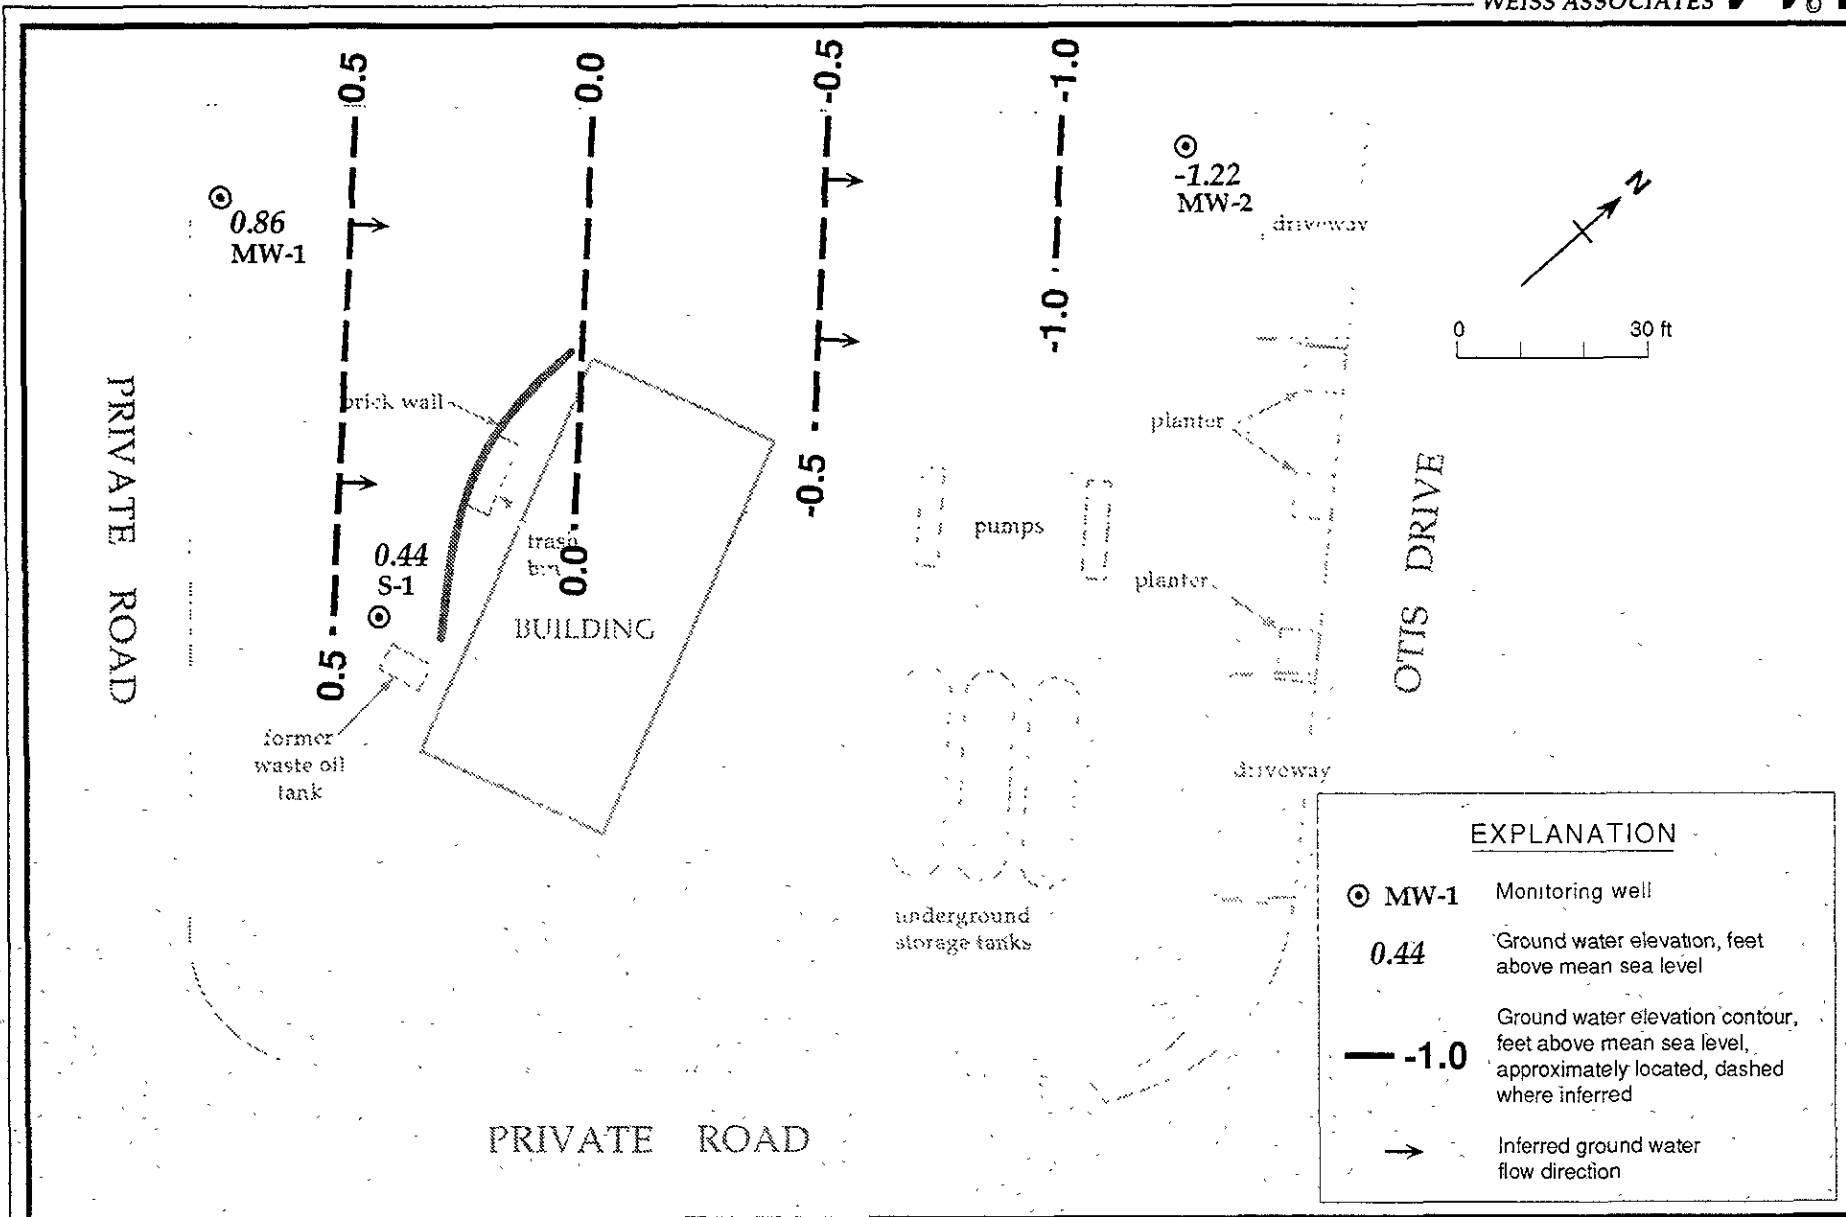 WEISS ASSOCIATES
©
0.5
0.0
-0.5
-1.0
0.86
MW-1
-1.22
MW-2
driveway
N
0 30 ft
-1.0
PRIVATE ROAD
brick wall
planter
-0.5
OTIS DRIVE
pumps
0.44
S-1
trash
bin
0.0
planter
BUILDING
0.5
former
waste oil
tank
driveway
underground
storage tanks
PRIVATE ROAD
EXPLANATION
MW-1 Monitoring well
0.44 Ground water elevation, feet
above mean sea level
-1.0 Ground water elevation contour,
feet above mean sea level,
approximately located, dashed
where inferred
Inferred ground water
flow direction